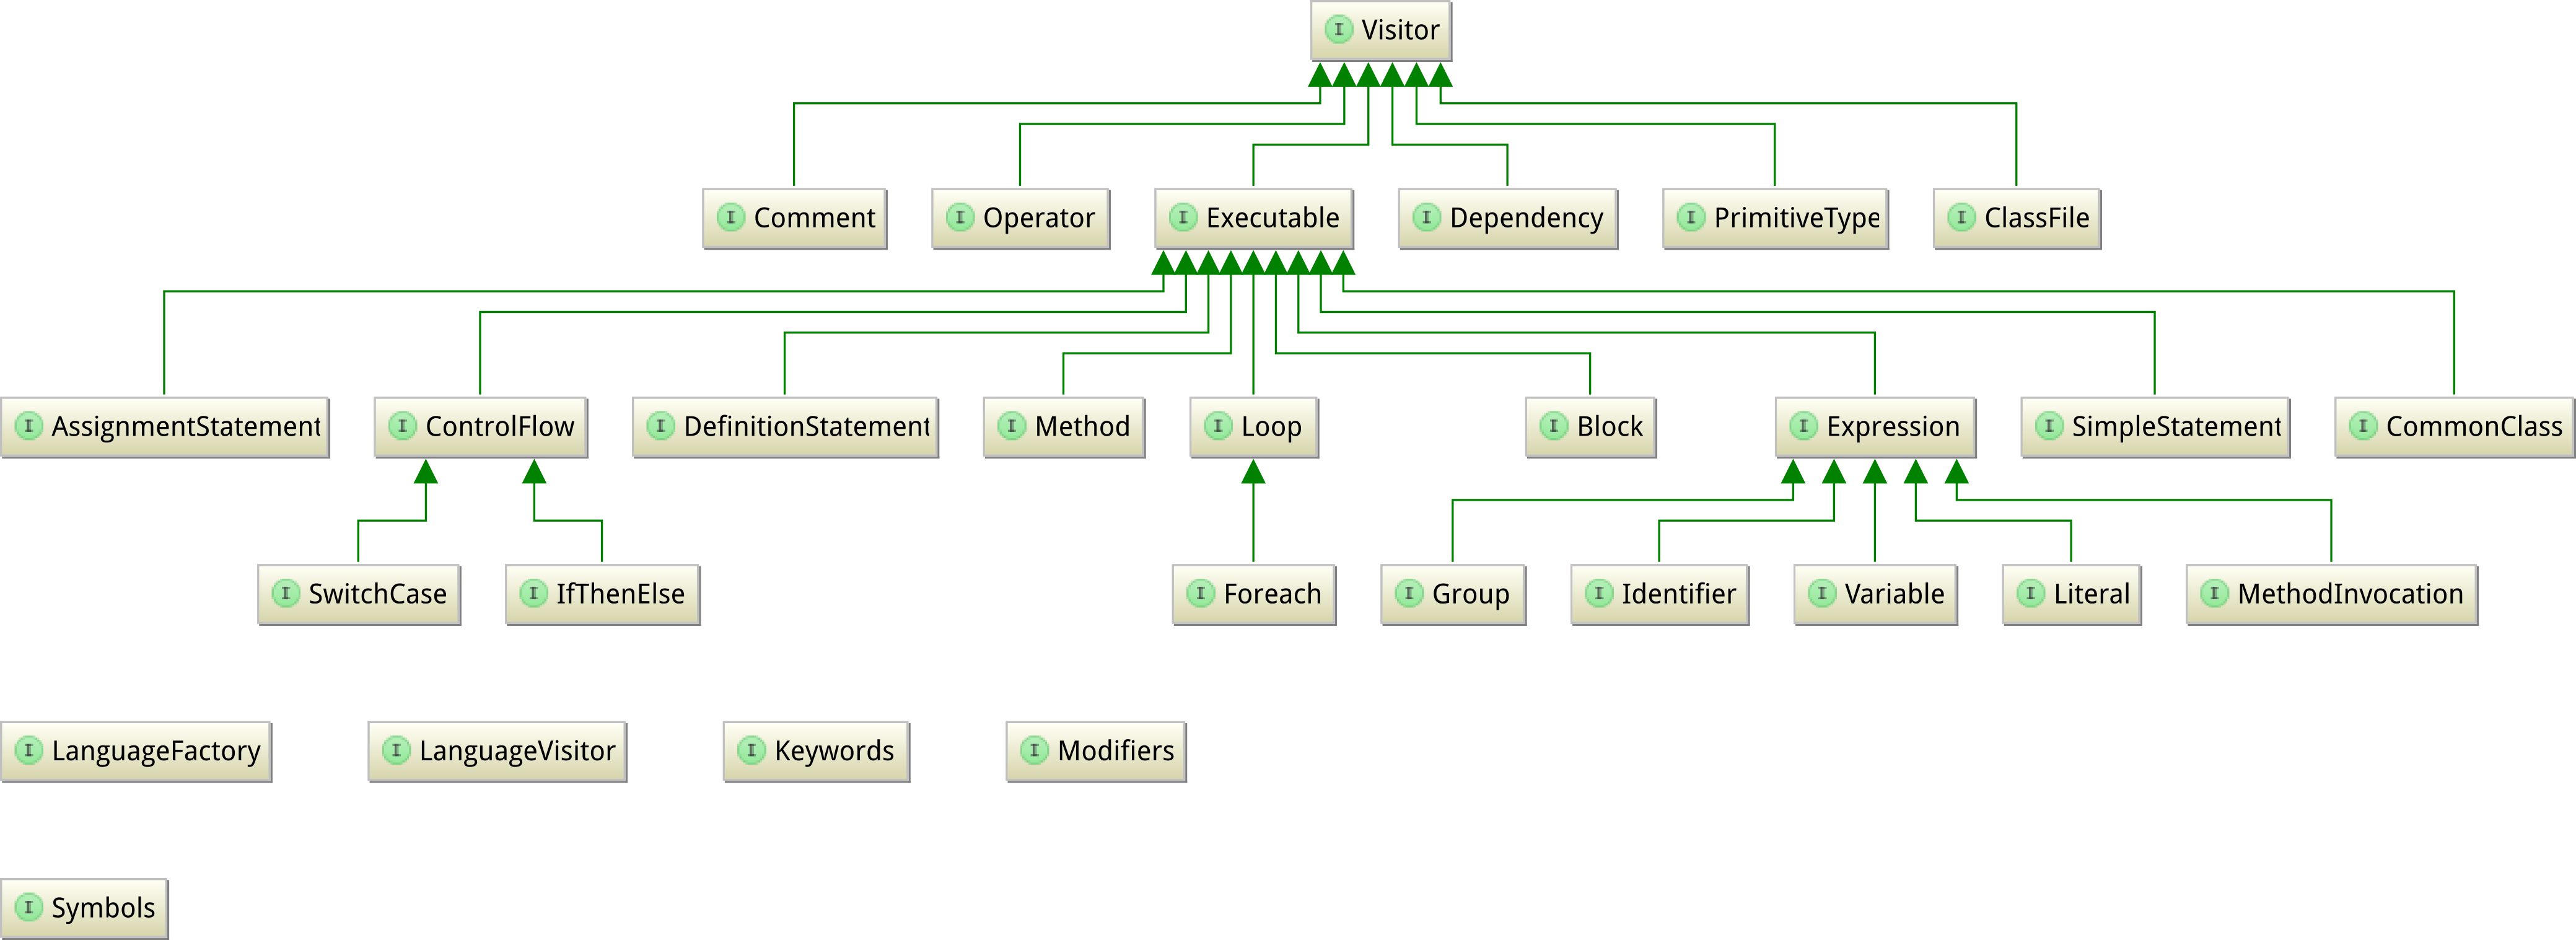 I Visitor
I Comment
I Operator
I Executable
I Dependency
I PrimitiveType
I ClassFile
I AssignmentStatement
I ControlFlow
I DefinitionStatement
I Method
I Loop
I Block
I Expression
I SimpleStatement
I CommonClass
I SwitchCase
I IfThenElse
I Foreach
I Group
I Identifier
I Variable
I Literal
I MethodInvocation
I LanguageFactory
I LanguageVisitor
I Keywords
I Modifiers
I Symbols